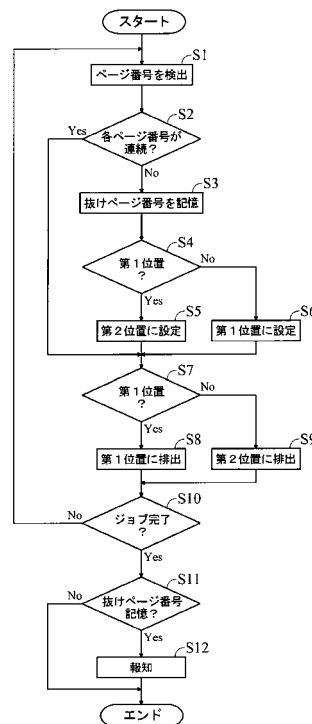 スタート
S1
ページ番号を検出
S2
Yes
各ページ番号が
連続?
No
S3
抜けページ番号を記憶
S4
第1位置
?
No
Yes
S5
第2位置に設定
S6
第1位置に設定
S7
第1位置
?
No
Yes
S8
第1位置に排出
S9
第2位置に排出
S10
No
ジョブ完了
?
Yes
S11
No
抜けページ番号
記憶?
Yes
S12
報知
エンド